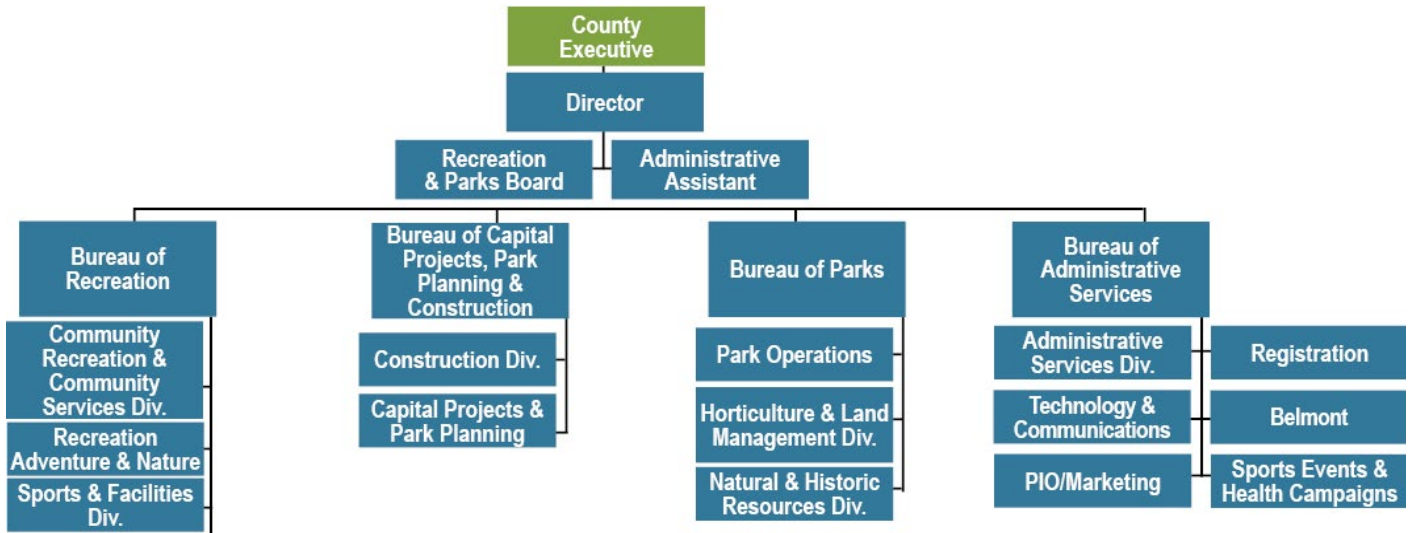 County
Executive
Director
Recreation
& Parks Board
Administrative
Assistant
Bureau of
Recreation
Community
Recreation &
Community
Services Div.
Recreation
Adventure & Nature
Sports & Facilities
Div.
Bureau of Capital
Projects, Park
Planning &
Construction
Construction Div.
Capital Projects &
Park Planning
Bureau of Parks
Park Operations
Horticulture & Land
Management Div.
Natural & Historic
Resources Div.
Bureau of
Administrative
Services
Administrative
Services Div.
Technology &
Communications
PIO/Marketing
Registration
Belmont
Sports Events &
Health Campaigns